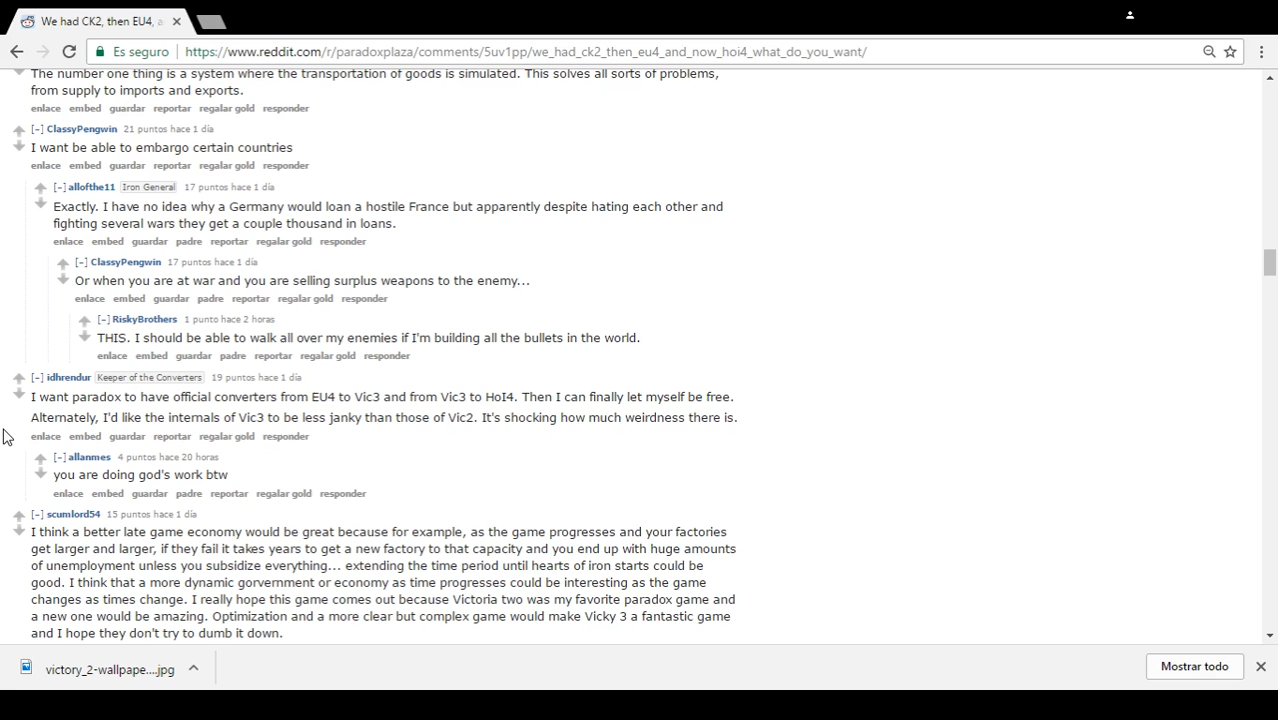 We had CK2, then EU4, a
Es seguro
https://www.reddit.com/r/paradoxplaza/comments/5uv1pp/we_had_ck2_then_eu4_and_now_hoi4_what_do_you_want/
The number one thing is a system where the transportation of goods is simulated. This solves all sorts of problems,
from supply to imports and exports.
enlace embed guardar reportar regalar gold responder
[-] ClassyPengwin 21 puntos hace 1 día
I want be able to embargo certain countries
enlace embed guardar reportar regalar gold responder
[-] allofthe11 Iron General 17 puntos hace 1 día
Exactly. I have no idea why a Germany would loan a hostile France but apparently despite hating each other and
fighting several wars they get a couple thousand in loans.
enlace embed guardar padre reportar regalar gold responder
[-] ClassyPengwin 17 puntos hace 1 día
Or when you are at war and you are selling surplus weapons to the enemy...
enlace embed guardar padre reportar regalar gold responder
[-] RiskyBrothers 1 punto hace 2 horas
THIS. I should be able to walk all over my enemies if I'm building all the bullets in the world.
enlace embed guardar padre reportar regalar gold responder
[-] idhrendur Keeper of the Converters 19 puntos hace 1 día
I want paradox to have official converters from EU4 to Vic3 and from Vic3 to HoI4. Then I can finally let myself be free.
Alternately, I'd like the internals of Vic3 to be less janky than those of Vic2. It's shocking how much weirdness there is.
enlace embed guardar reportar regalar gold responder
[-] allanmes 4 puntos hace 20 horas
you are doing god's work btw
enlace embed guardar padre reportar regalar gold responder
[-] scumlord54 15 puntos hace 1 día
I think a better late game economy would be great because for example, as the game progresses and your factories
get larger and larger, if they fail it takes years to get a new factory to that capacity and you end up with huge amounts
of unemployment unless you subsidize everything... extending the time period until hearts of iron starts could be
good. I think that a more dynamic gorvernment or economy as time progresses could be interesting as the game
changes as times change. I really hope this game comes out because Victoria two was my favorite paradox game and
a new one would be amazing. Optimization and a more clear but complex game would make Vicky 3 a fantastic game
and I hope they don't try to dumb it down.
victory_2-wallpape....jpg
Mostrar todo